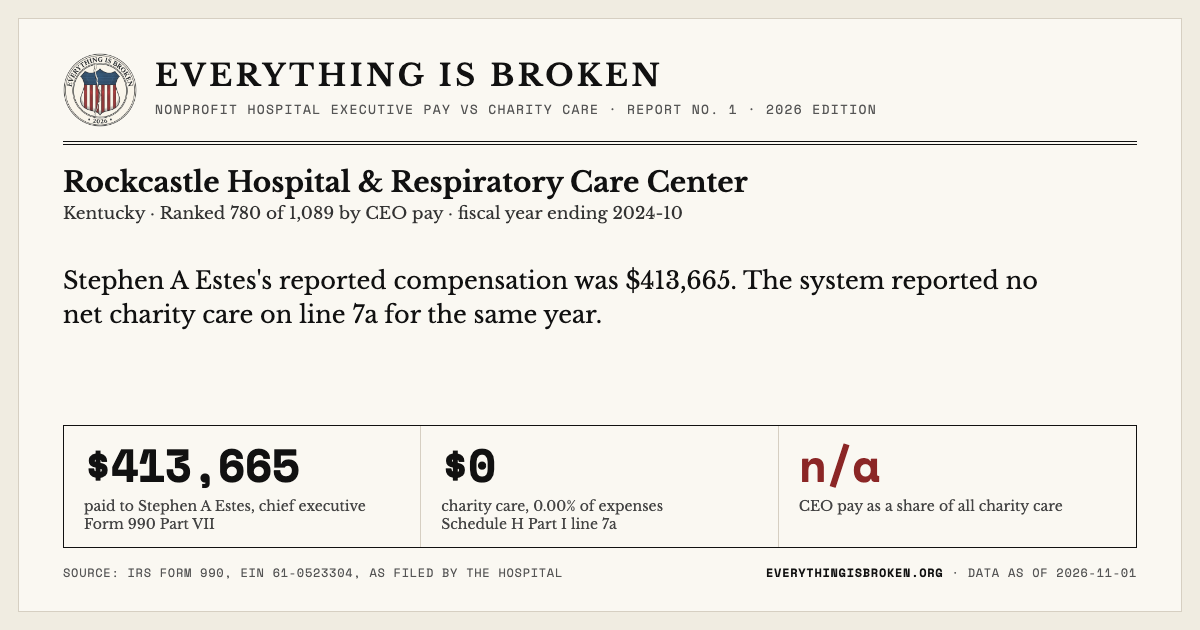 EVERYTHING IS BROKEN
2026
EVERYTHING IS BROKEN
NONPROFIT HOSPITAL EXECUTIVE PAY VS CHARITY CARE · REPORT NO. 1 · 2026 EDITION
Rockcastle Hospital & Respiratory Care Center
Kentucky · Ranked 780 of 1,089 by CEO pay · fiscal year ending 2024-10
Stephen A Estes's reported compensation was $413,665. The system reported no
net charity care on line 7a for the same year.
$413,665
paid to Stephen A Estes, chief executive
Form 990 Part VII
$0
charity care, 0.00% of expenses
Schedule H Part I line 7a
n/a
CEO pay as a share of all charity care
SOURCE: IRS FORM 990, EIN 61-0523304, AS FILED BY THE HOSPITAL
EVERYTHINGISBROKEN.ORG · DATA AS OF 2026-11-01